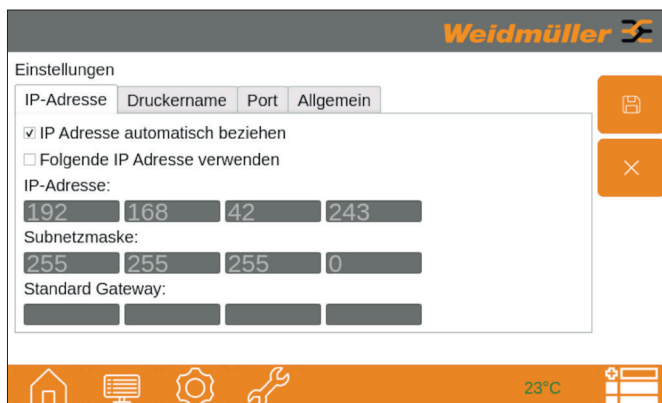 Weidmüller
Einstellungen
IP-Adresse Druckername Port Allgemein
IP Adresse automatisch beziehen
Folgende IP Adresse verwenden
IP-Adresse:
192 168 42 243
Subnetzmaske:
255 255 255 0
Standard Gateway:
23°C